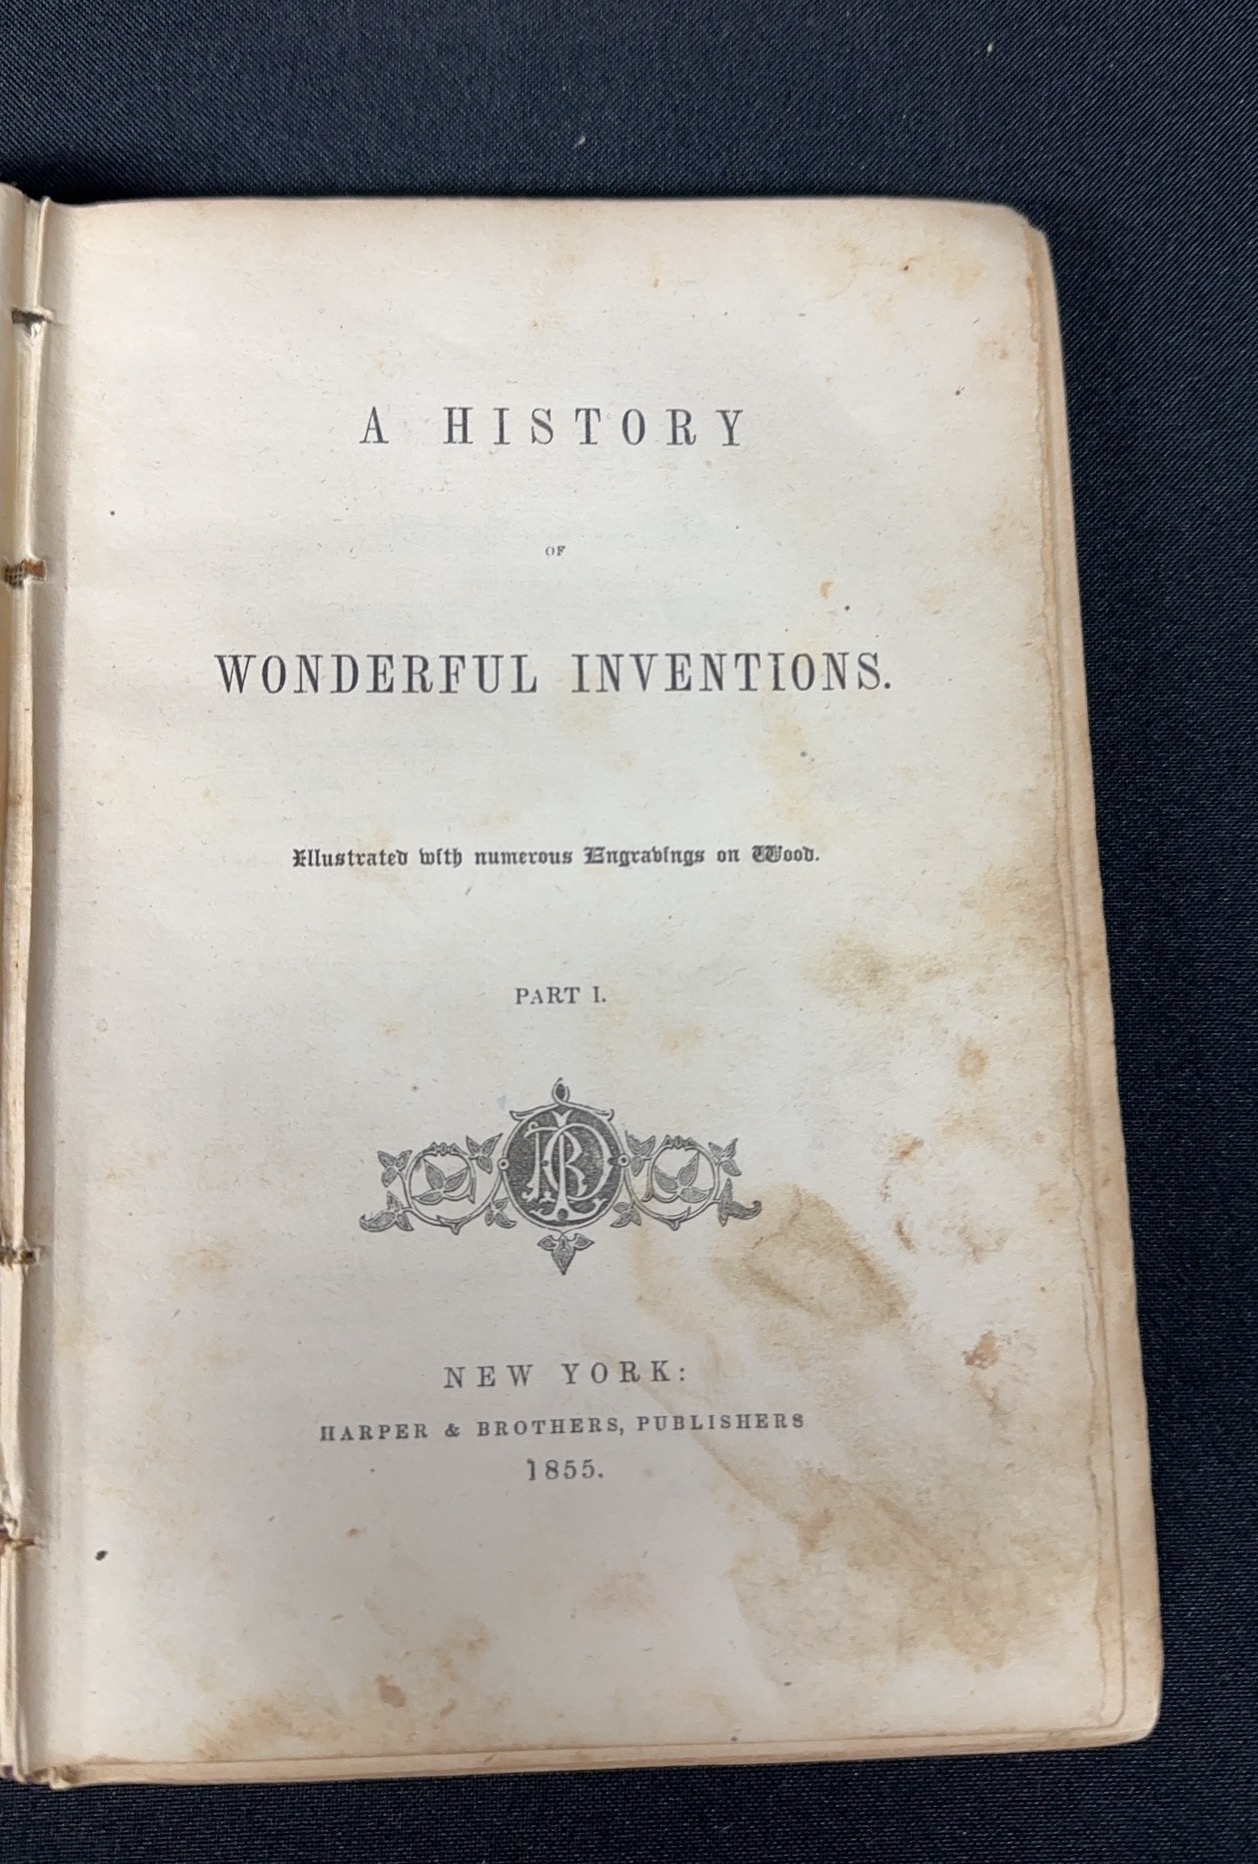 A HISTORY
OF
WONDERFUL INVENTIONS.
Illustrated with numerous Engravings on Wood.
PART I.
NEW YORK:
HARPER & BROTHERS, PUBLISHERS
1855.